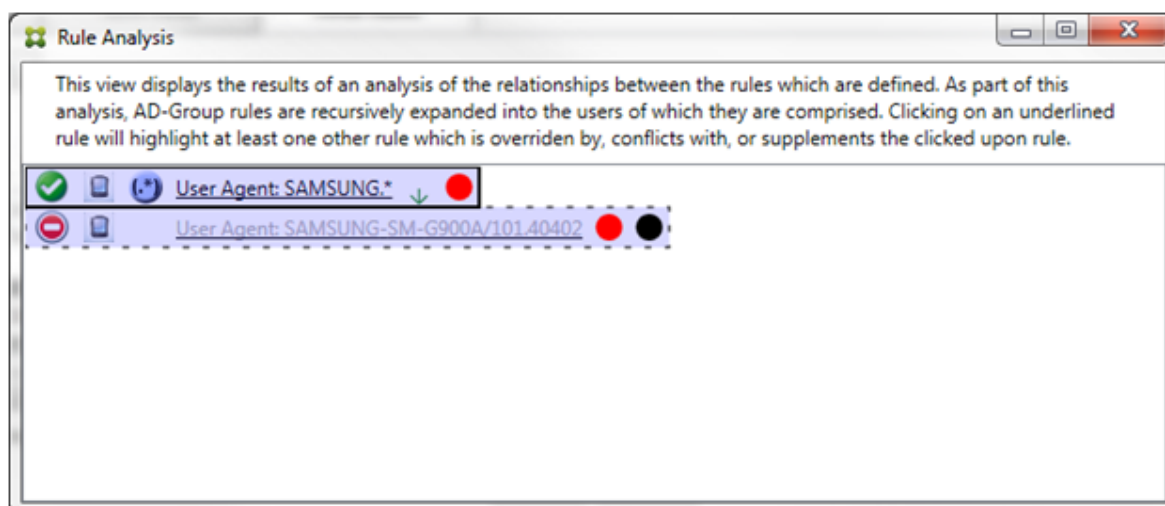 Rule Analysis
This view displays the results of an analysis of the relationships between the rules which are defined. As part of this
analysis, AD-Group rules are recursively expanded into the users of which they are comprised. Clicking on an underlined
rule will highlight at least one other rule which is overriden by, conflicts with, or supplements the clicked upon rule.
(.*) User Agent: SAMSUNG.*
User Agent: SAMSUNG-SM-G900A/101.40402